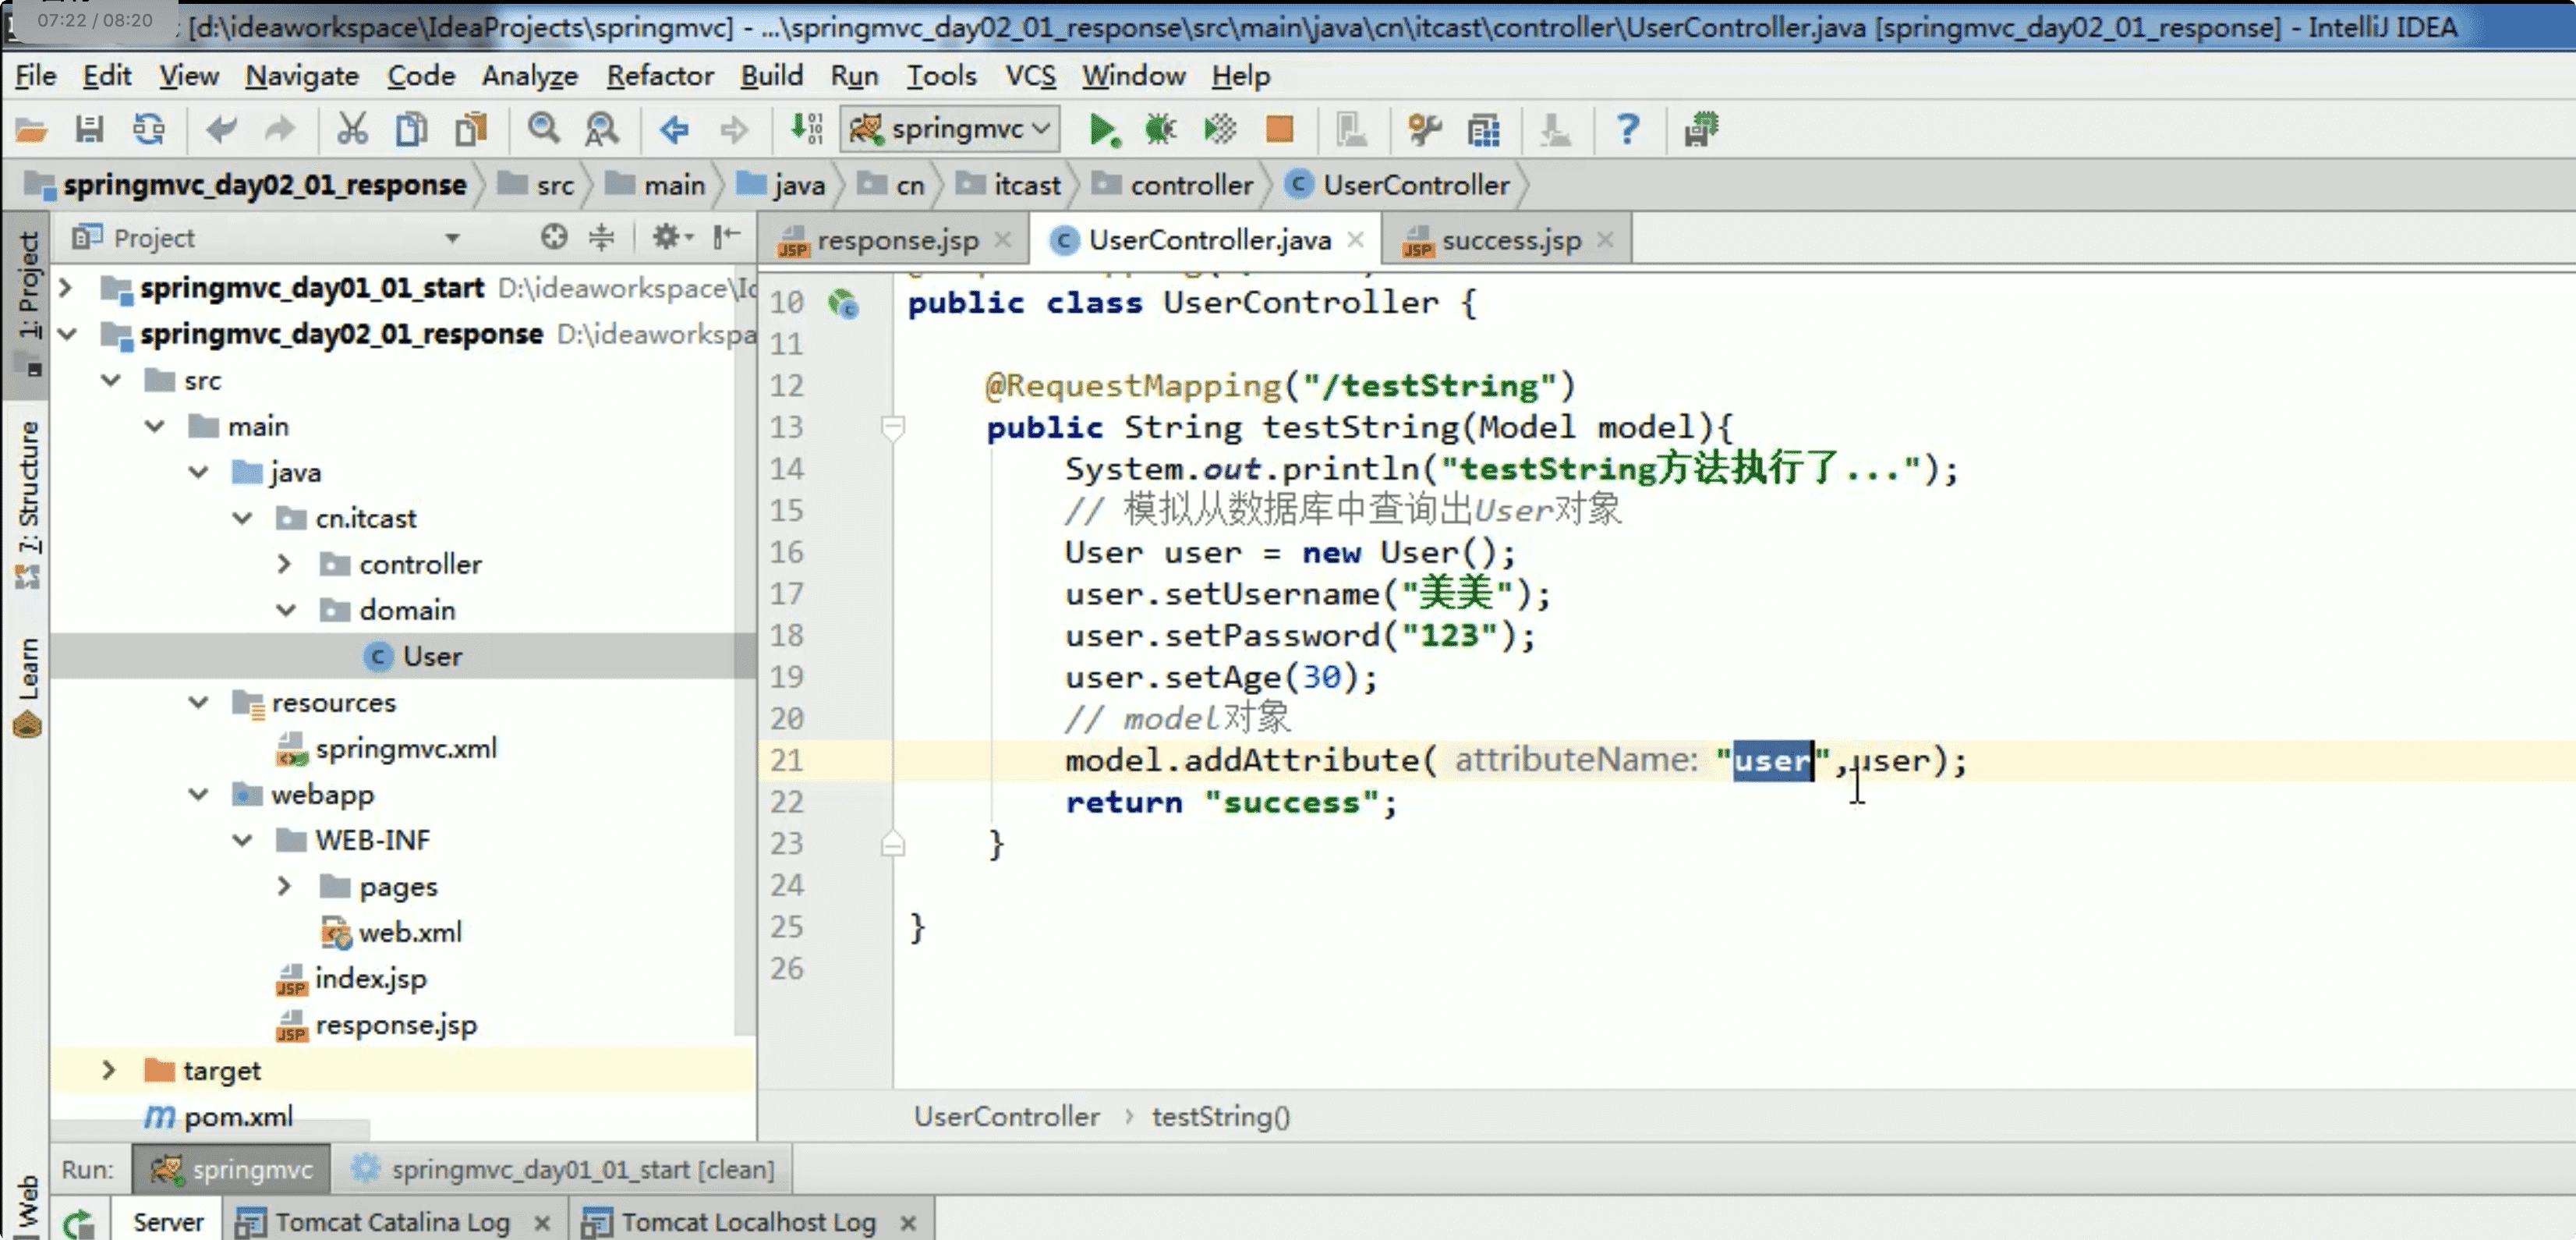 07:22 / 08:20
[d:\ideaworkspace\IdeaProjects\springmvc] - ...\springmvc_day02_01_response\src\main\java\cn\itcast\controller\UserController.java [springmvc_day02_01_response] - IntelliJ IDEA
File Edit View Navigate Code Analyze Refactor Build Run Tools VCS Window Help
springmvc
springmvc_day02_01_response src main java cn itcast controller UserController
1: Project
7: Structure
Learn
Web
Project
springmvc_day01_01_start D:\ideaworkspace\Id
springmvc_day02_01_response D:\ideaworkspa
src
main
java
cn.itcast
controller
domain
User
resources
springmvc.xml
webapp
WEB-INF
pages
web.xml
index.jsp
response.jsp
target
pom.xml
response.jsp UserController.java success.jsp
10 public class UserController {
11
12 @RequestMapping("/testString")
13 public String testString(Model model){
14 System.out.println("testString方法执行了...");
15 // 模拟从数据库中查询出User对象
16 User user = new User();
17 user.setUsername("美美");
18 user.setPassword("123");
19 user.setAge(30);
20 // model对象
21 model.addAttribute( attributeName: "user",user);
22 return "success";
23 }
24
25 }
26
UserController › testString()
Run: springmvc springmvc_day01_01_start [clean]
Server Tomcat Catalina Log Tomcat Localhost Log